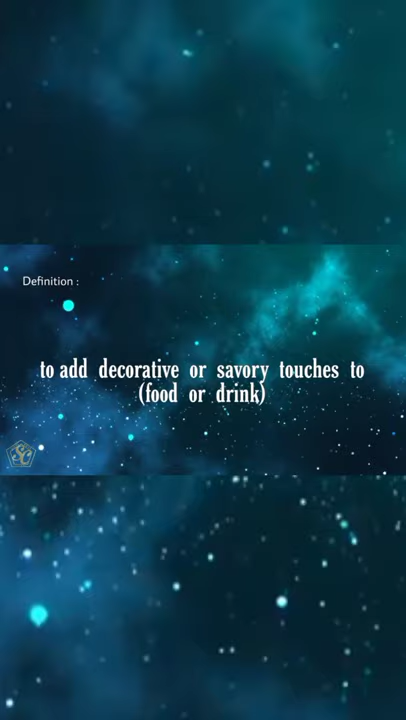 Definition :
to add decorative or savory touches to
(food or drink)